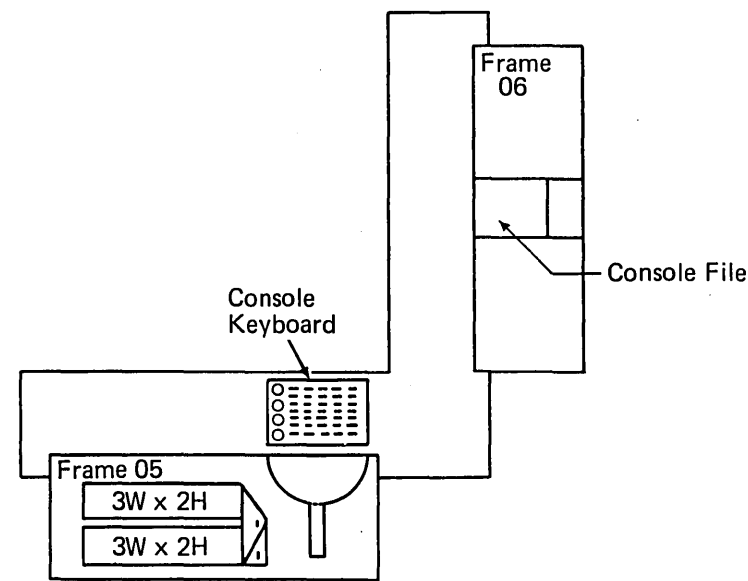 Frame
06
Console File
Console
Keyboard
Frame 05
3W x 2H
3W x 2H